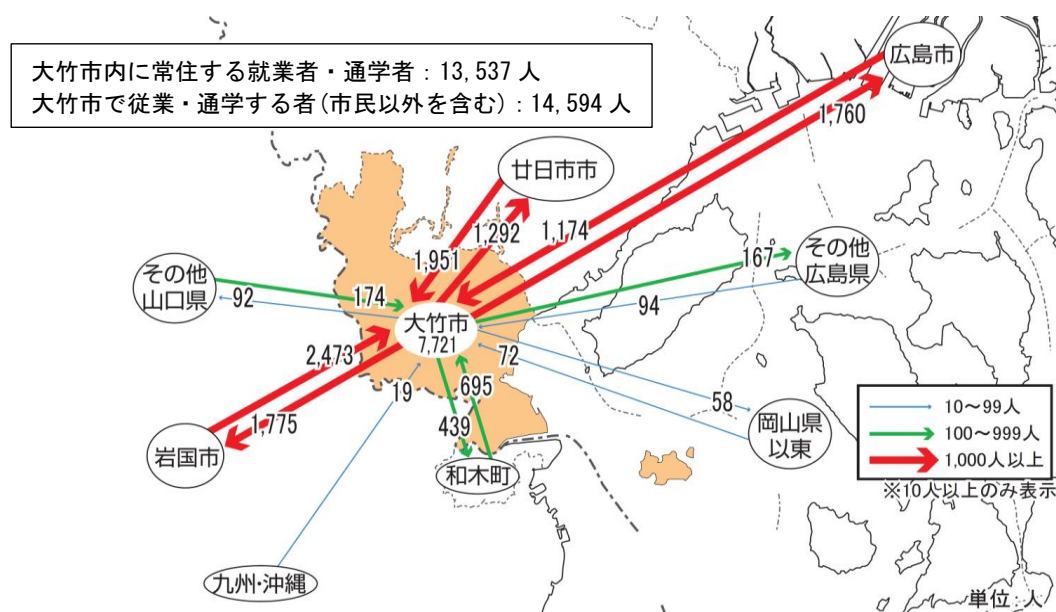 大竹市内に常住する就業者・通学者：13,537 人
大竹市で従業・通学する者(市民以外を含む)：14,594 人
広島市
1,760
廿日市市
1,292
1,174
1,951
その他
広島県
167
94
その他
山口県
92
174
大竹市
7,721
2,473
1,775
19
72
695
439
58
岩国市
和木町
岡山県
以東
九州・沖縄
10～99人
100～999人
1,000人以上
※10人以上のみ表示
単位：人